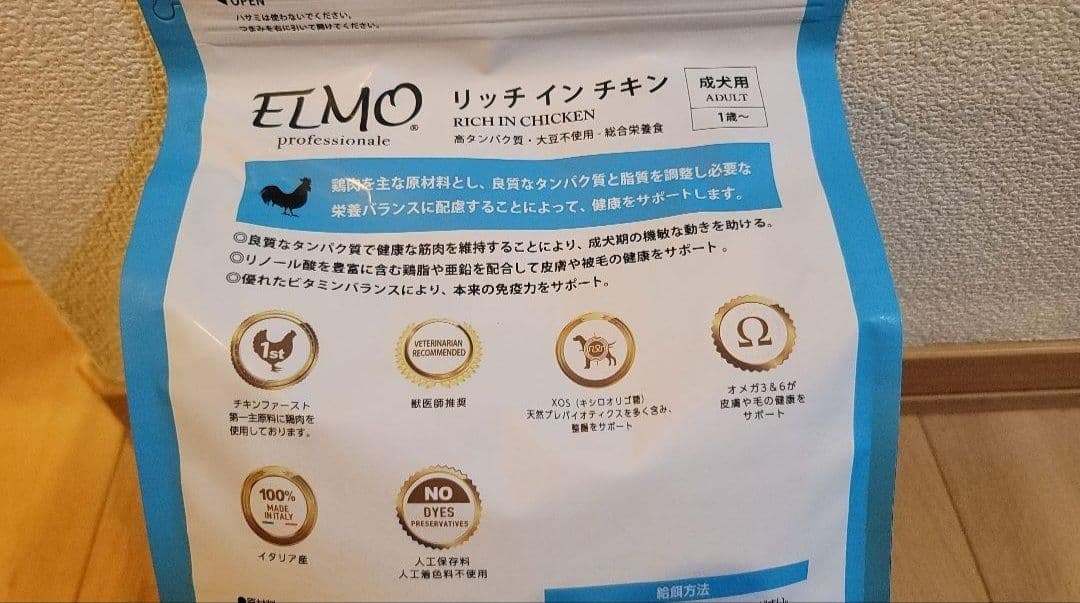 OPEN
ハサミは使わないでください。
つまみを右に引いて開けてください。
ELMO®
professionale
リッチ イン チキン
RICH IN CHICKEN
高タンパク質・大豆不使用 - 総合栄養食
成犬用
ADULT
1歳～
鶏肉を主な原材料とし、良質なタンパク質と脂質を調整し必要な
栄養バランスに配慮することによって、健康をサポートします。
◎良質なタンパク質で健康な筋肉を維持することにより、成犬期の機敏な動きを助ける。
◎リノール酸を豊富に含む鶏脂や亜鉛を配合して皮膚や被毛の健康をサポート。
◎優れたビタミンバランスにより、本来の免疫力をサポート。
1st
チキンファースト
第一主原料に鶏肉を
使用しております。
VETERINARIAN
RECOMMENDED
獣医師推奨
XOS（キシロオリゴ糖）
天然プレバイオティクスを多く含み、
整腸をサポート
Ω
オメガ3＆6が
皮膚や毛の健康を
サポート
100%
MADE
IN ITALY
イタリア産
NO
DYES
PRESERVATIVES
人工保存料
人工着色料不使用
給餌方法